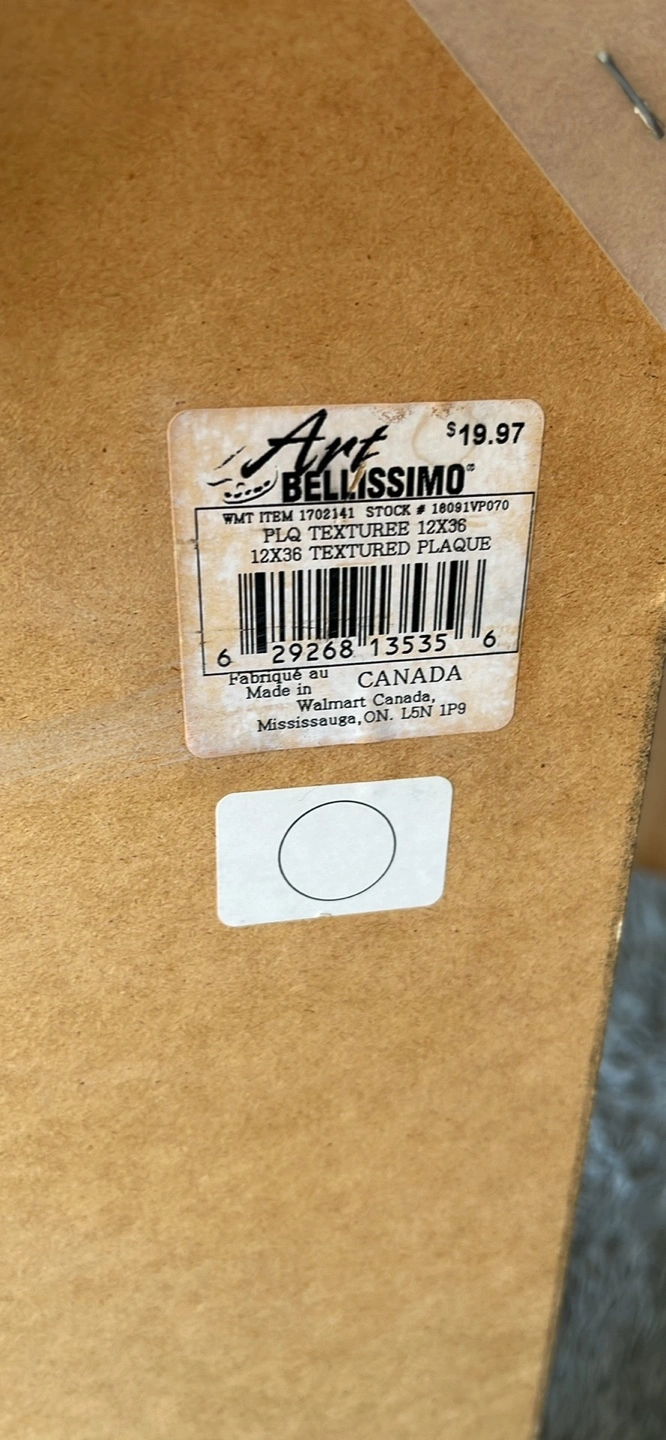 Art
$19.97
BELLISSIMO®
WMT ITEM 1702141 STOCK # 18091VP070
PLQ TEXTUREE 12X36
12X36 TEXTURED PLAQUE
6 29268 13535 6
Fabriqué au
Made in CANADA
Walmart Canada,
Mississauga, ON. L5N 1P9